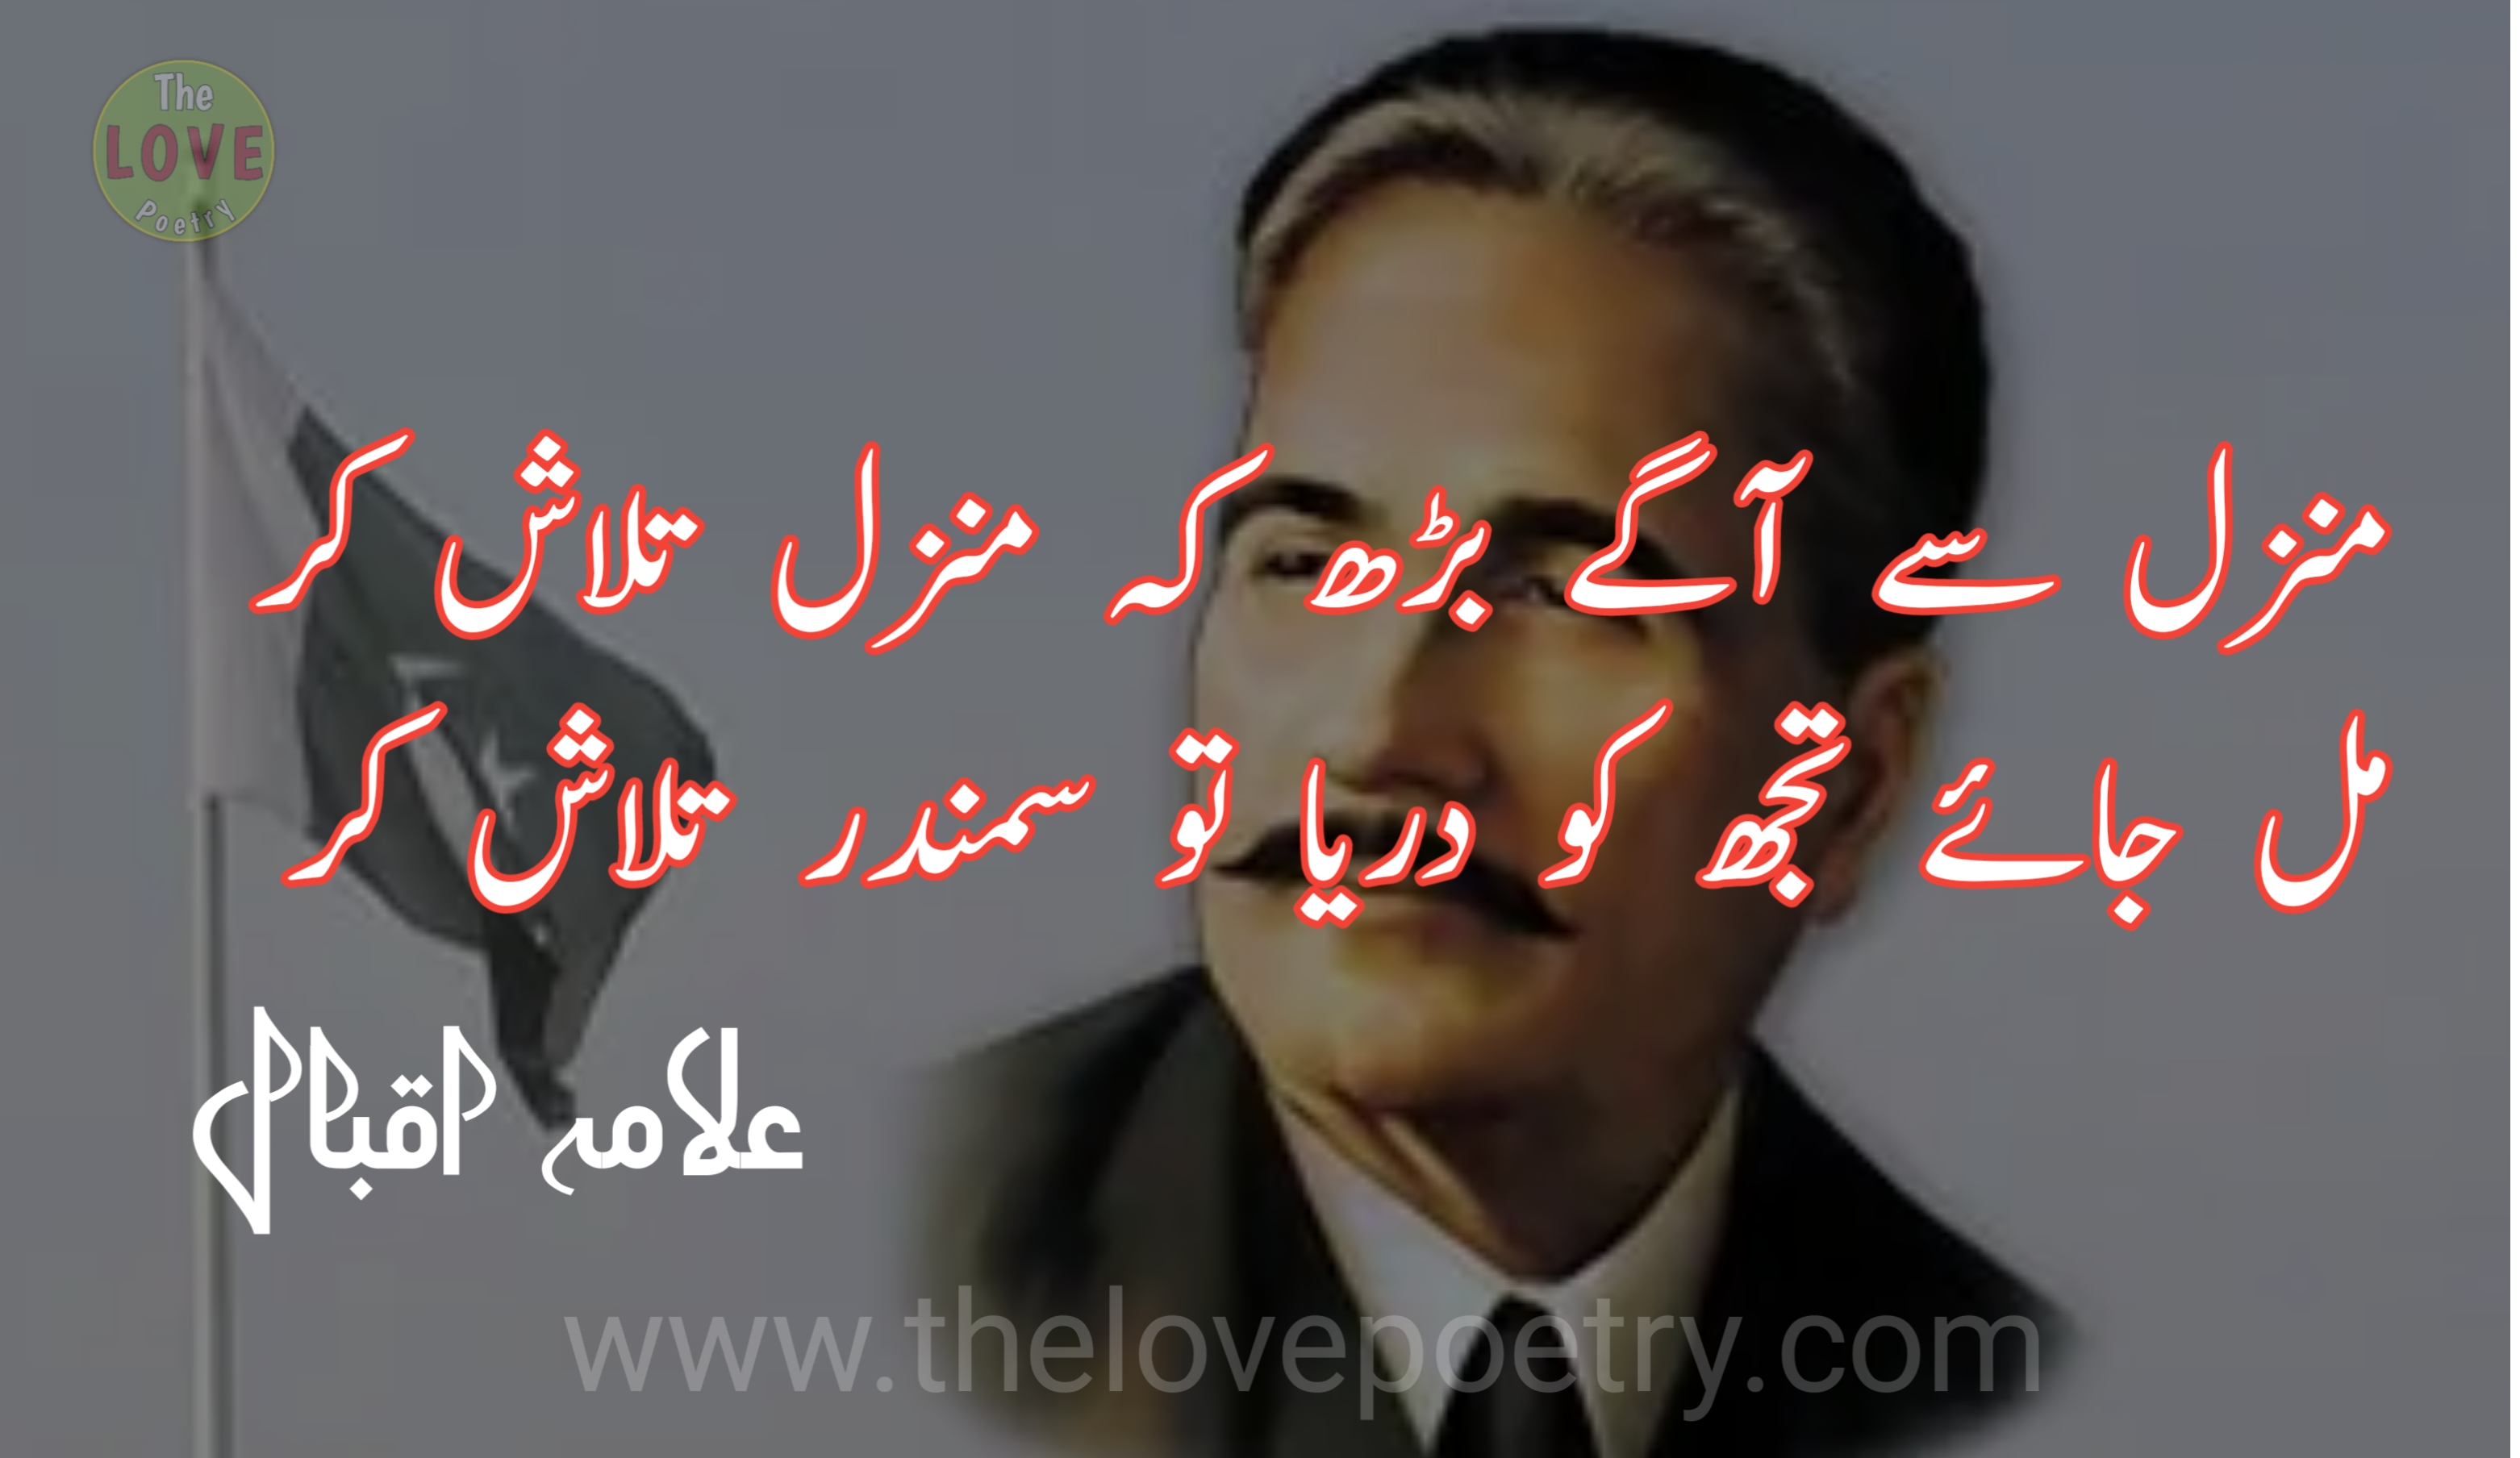 The
LOVE
Poetry
منزل سے آگے بڑھ کہ منزل تلاش کر
مل جائے تجھ کو دریا تو سمندر تلاش کر
علامہ اقبال
www.thelovepoetry.com